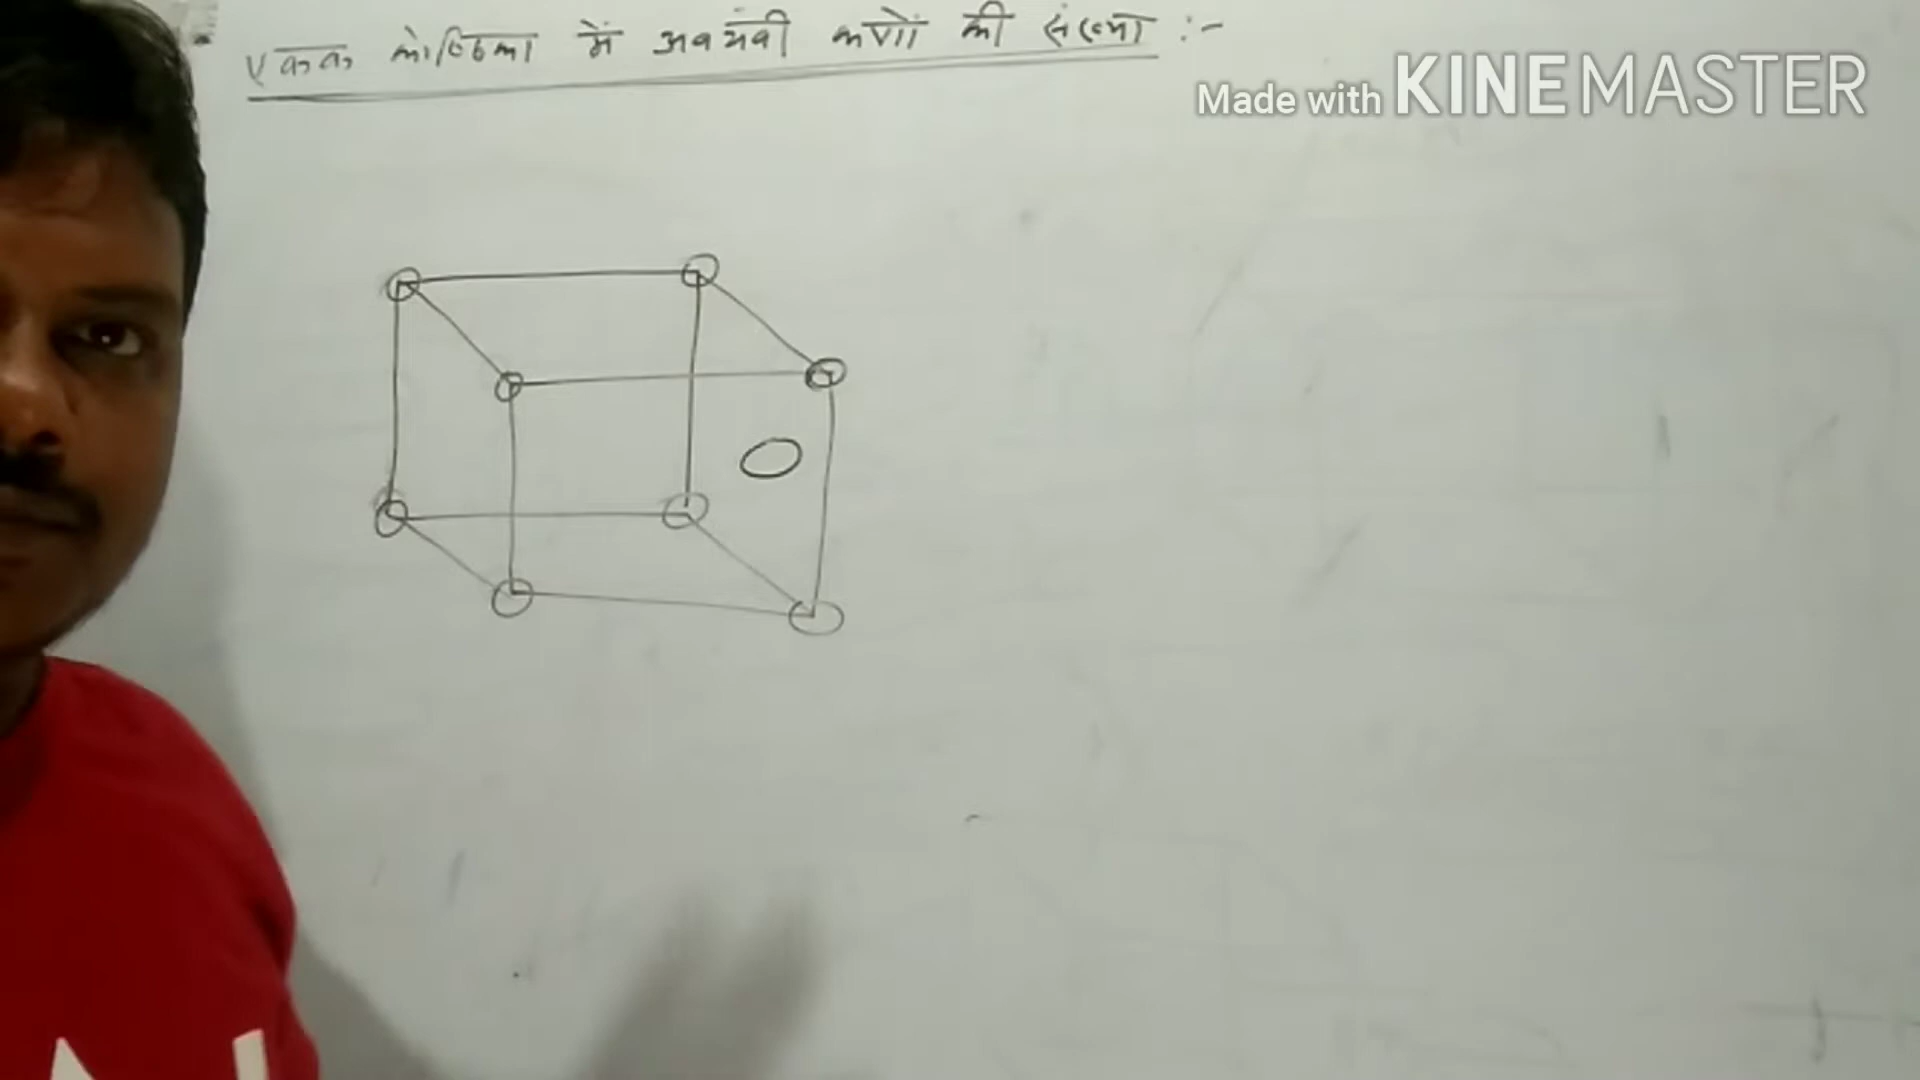 एकक कोष्ठिका में अवयवी कणों की संख्या :-
Made with KINEMASTER